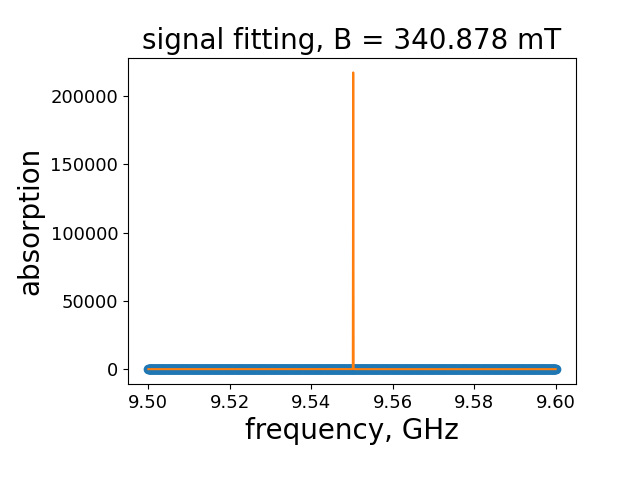 signal fitting, B = 340.878 mT
200000
150000
100000
50000
0
absorption
9.50 9.52 9.54 9.56 9.58 9.60
frequency, GHz